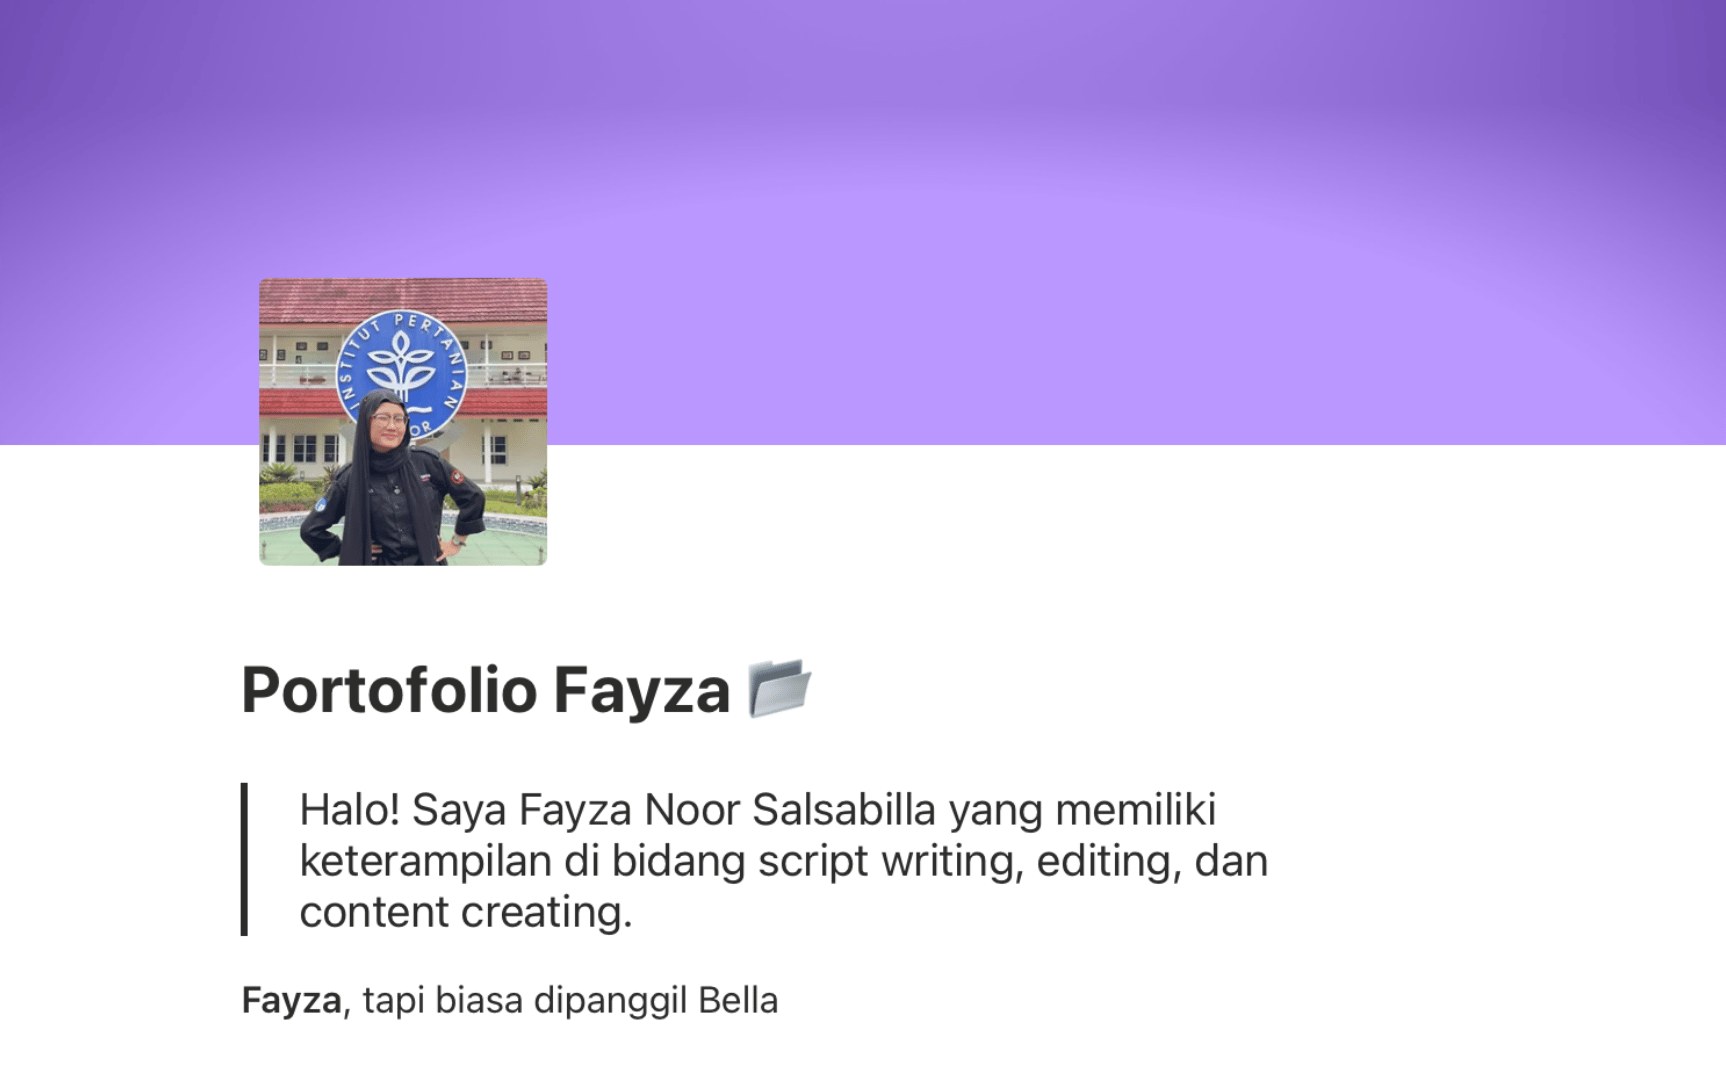 INSTITUT PERTANIAN
OR
Portofolio Fayza
Halo! Saya Fayza Noor Salsabilla yang memiliki
keterampilan di bidang script writing, editing, dan
content creating.
Fayza, tapi biasa dipanggil Bella